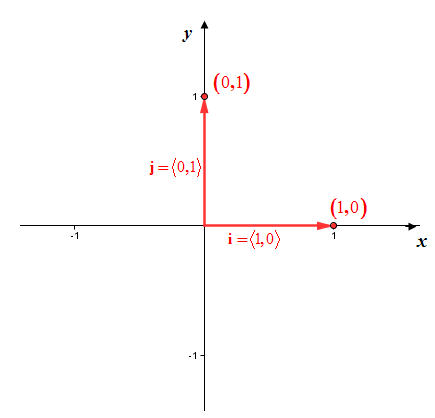 y
1
(0,1)
j = ⟨0,1⟩
(1,0)
i = ⟨1,0⟩
-1
1
x
-1